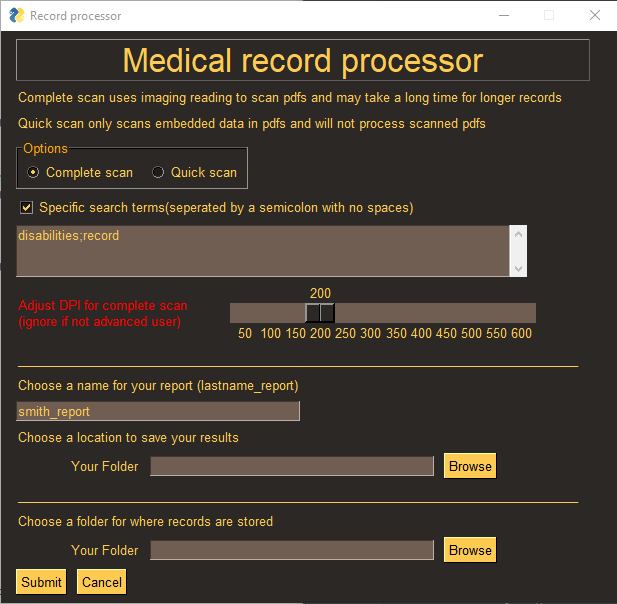 Record processor
Medical record processor
Complete scan uses imaging reading to scan pdfs and may take a long time for longer records
Quick scan only scans embedded data in pdfs and will not process scanned pdfs
Options
Complete scan Quick scan
Specific search terms(seperated by a semicolon with no spaces)
disabilities;record
200
Adjust DPI for complete scan
(ignore if not advanced user)
50 100 150 200 250 300 350 400 450 500 550 600
Choose a name for your report (lastname_report)
smith_report
Choose a location to save your results
Your Folder Browse
Choose a folder for where records are stored
Your Folder Browse
Submit Cancel